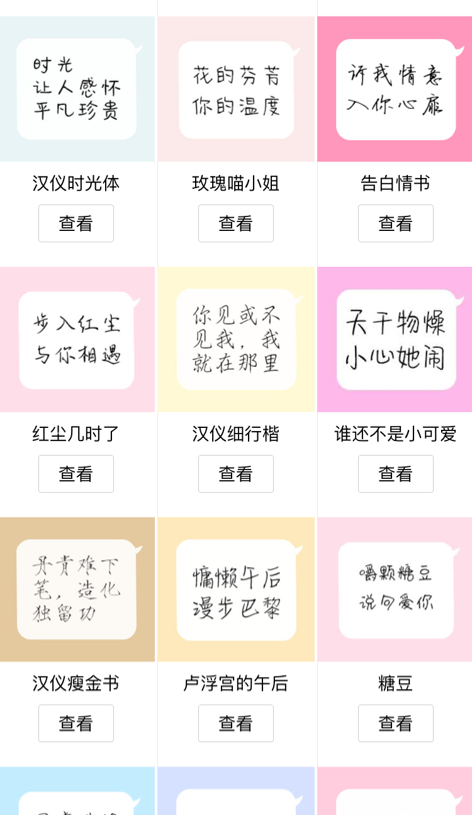 时光
让人感怀
平凡珍贵
花的芬芳
你的温度
诉我情意
入你心扉
汉仪时光体
玫瑰喵小姐
告白情书
查看
查看
查看
步入红尘
与你相遇
你见或不
见我，我
就在那里
天干物燥
小心她闹
红尘几时了
汉仪细行楷
谁还不是小可爱
查看
查看
查看
丹青难下
笔，造化
独留功
慵懒午后
漫步巴黎
嚼颗糖豆
说句爱你
汉仪瘦金书
卢浮宫的午后
糖豆
查看
查看
查看